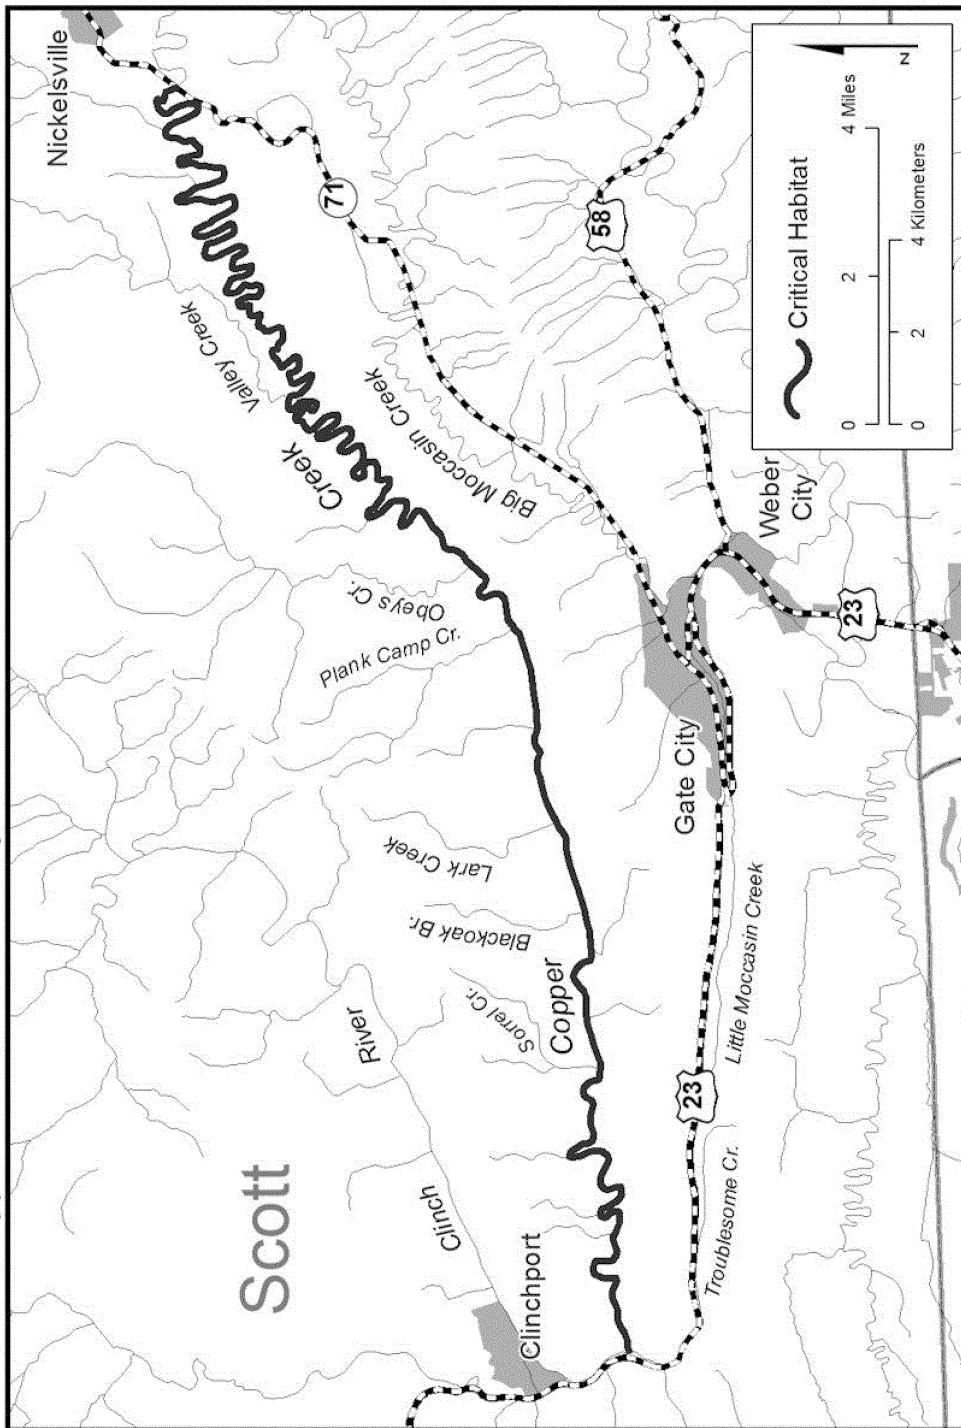 Nickelsville
71
58
Valley Creek
Creek
Big Moccasin Creek
Obeys Cr.
Plank Camp Cr.
Weber
City
23
Gate City
Lark Creek
Blackoak Br.
Sorrel Cr.
Copper
River
Clinch
Scott
Clinchport
Little Moccasin Creek
23
Troublesome Cr.
Critical Habitat
0 2 4 Miles
0 2 4 Kilometers
N